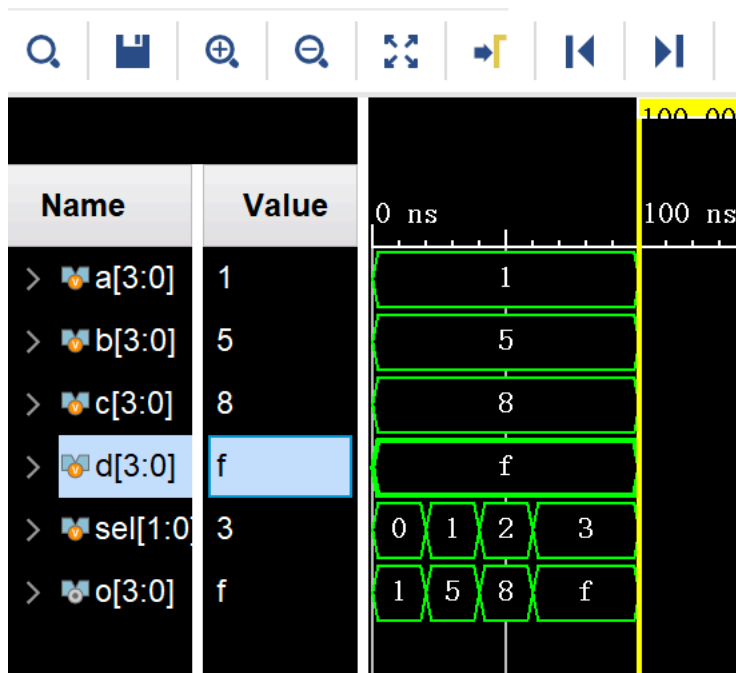 100 00
Name Value 0 ns 100 ns
a[3:0] 1 1
b[3:0] 5 5
c[3:0] 8 8
d[3:0] f f
sel[1:0] 3 0 1 2 3
o[3:0] f 1 5 8 f